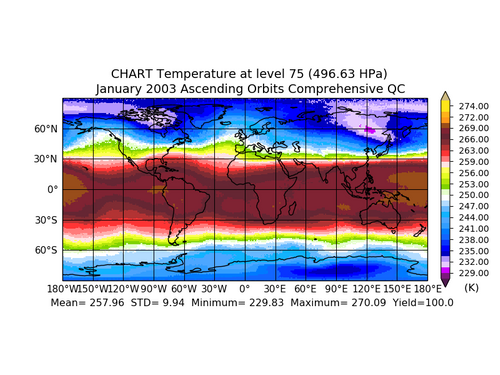 CHART Temperature at level 75 (496.63 HPa)
January 2003 Ascending Orbits Comprehensive QC
274.00
272.00
269.00
266.00
263.00
259.00
256.00
253.00
250.00
247.00
244.00
241.00
238.00
235.00
232.00
229.00
(K)
60°N
30°N
0°
30°S
60°S
180°W 150°W 120°W 90°W 60°W 30°W 0° 30°E 60°E 90°E 120°E 150°E 180°E
Mean= 257.96 STD= 9.94 Minimum= 229.83 Maximum= 270.09 Yield=100.0